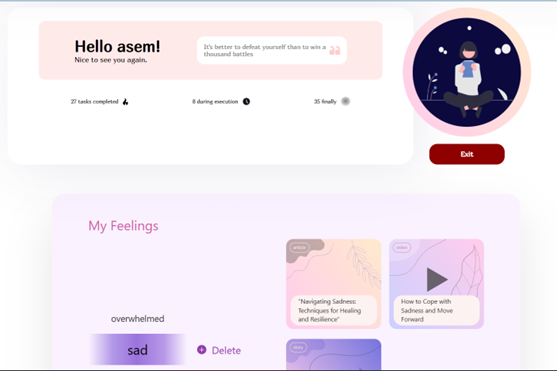 Hello asem!
Nice to see you again.
It's better to defeat yourself than to win a
thousand battles
27 tasks completed
8 during execution
35 finally
Exit
My Feelings
overwhelmed
sad
Delete
article
"Navigating Sadness:
Techniques for Healing
and Resilience"
video
How to Cope with
Sadness and Move
Forward